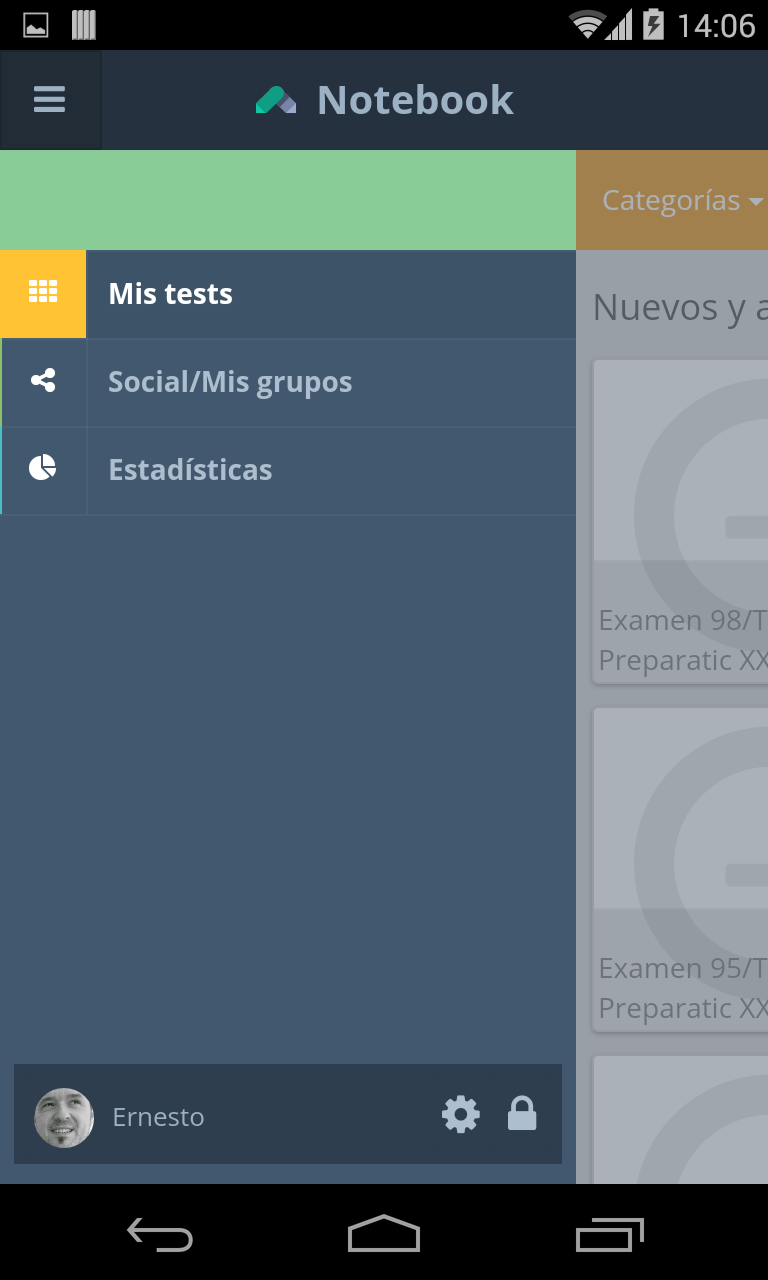 14:06
Notebook
Categorías
Mis tests
Social/Mis grupos
Estadísticas
Nuevos y a
Examen 98/T
Preparatic XX
Examen 95/T
Preparatic XX
Ernesto